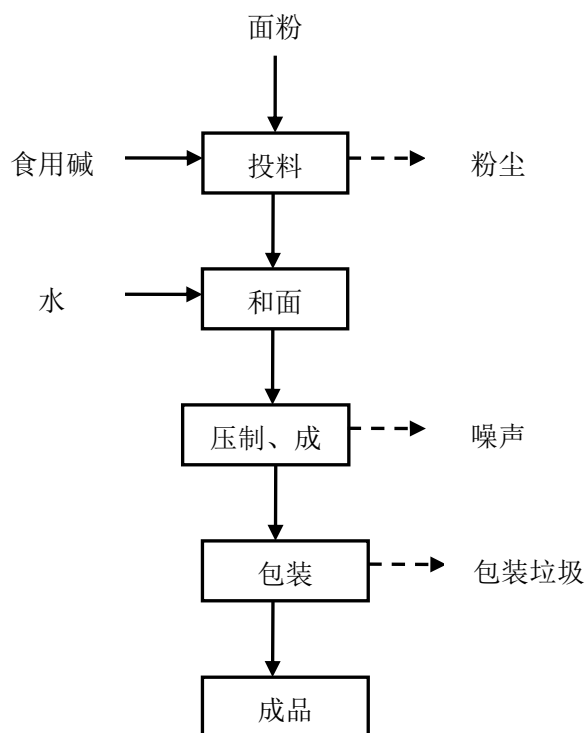 面粉
食用碱
投料
粉尘
水
和面
压制、成
噪声
包装
包装垃圾
成品